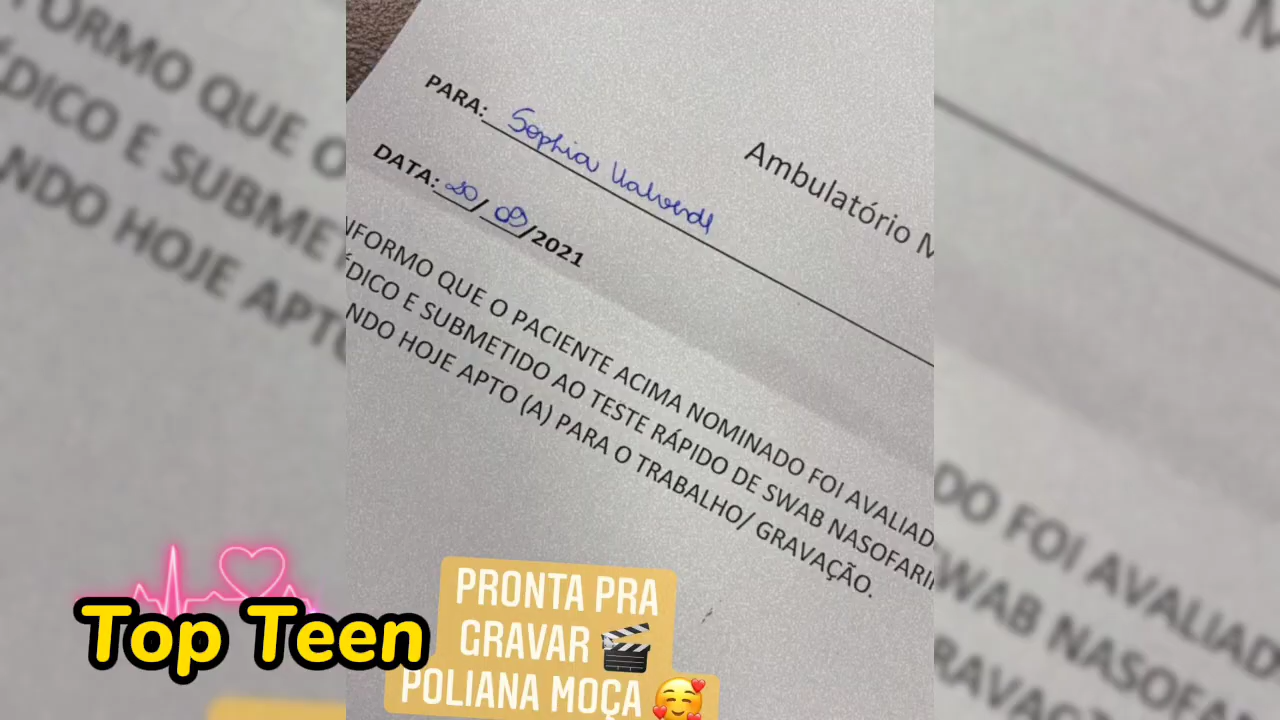 Ambulatório M
PARA: Sophia Valverde
DATA: 20/09/2021
NFORMO QUE O PACIENTE ACIMA NOMINADO FOI AVALIAD
ÉDICO E SUBMETIDO AO TESTE RÁPIDO DE SWAB NASOFARIN
NDO HOJE APTO (A) PARA O TRABALHO/ GRAVAÇÃO.
PRONTA PRA
GRAVAR 🎬
POLIANA MOÇA 🥰
Top Teen